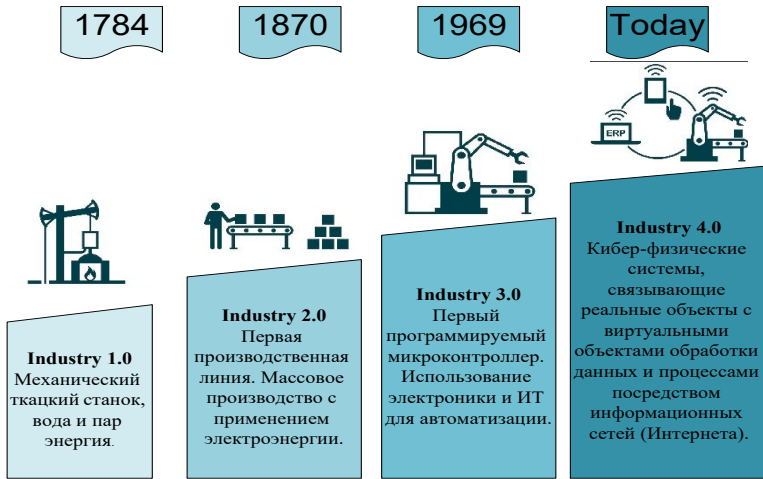 1784
1870
1969
Today
ERP
Industry 1.0
Механический
ткацкий станок,
вода и пар
энергия.
Industry 2.0
Первая
производственная
линия. Массовое
производство с
применением
электроэнергии.
Industry 3.0
Первый
программируемый
микроконтроллер.
Использование
электроники и ИТ
для автоматизации.
Industry 4.0
Кибер-физические
системы,
связывающие
реальные объекты с
виртуальными
объектами обработки
данных и процессами
посредством
информационных
сетей (Интернета).